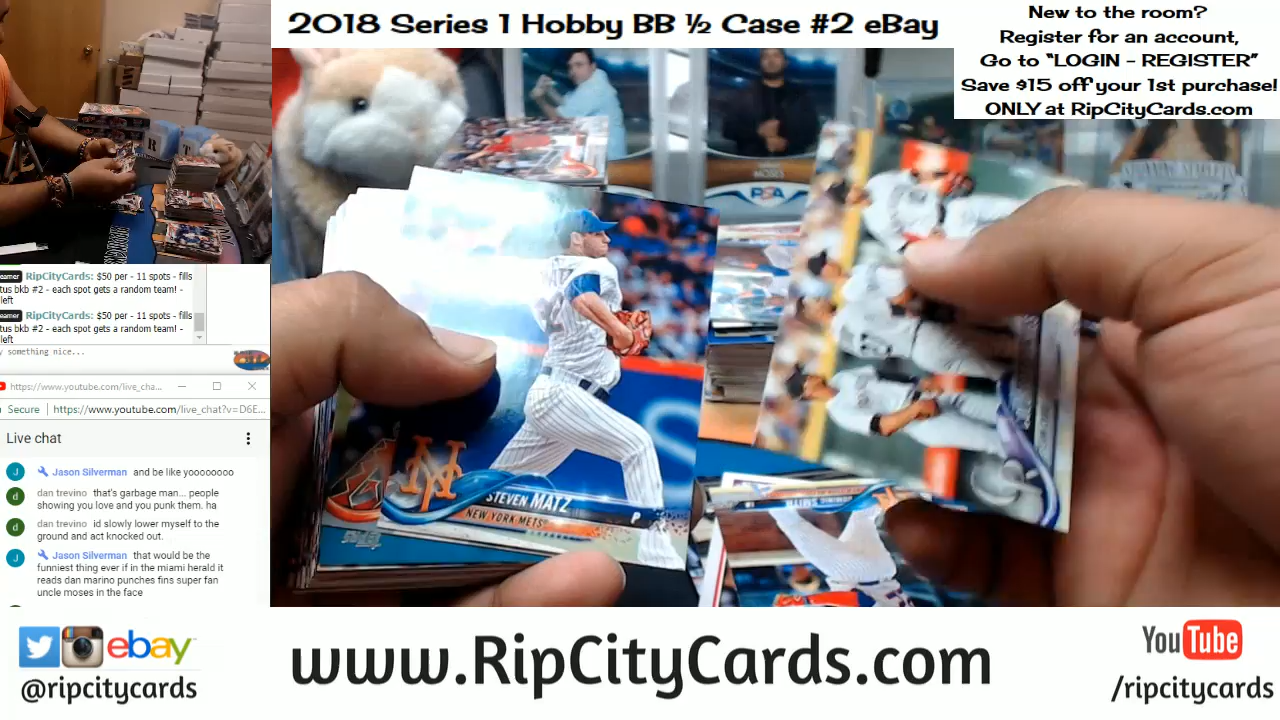 2018 Series 1 Hobby BB ½ Case #2 eBay
New to the room?
Register for an account,
Go to "LOGIN - REGISTER"
Save $15 off your 1st purchase!
ONLY at RipCityCards.com
MOSES
PSA
RipCityCards: $50 per - 11 spots - fills
tus bkb #2 - each spot gets a random team! -
left
RipCityCards: $50 per - 11 spots - fills
tus bkb #2 - each spot gets a random team! -
left
y something nice...
https://www.youtube.com/live_cha...
Secure
https://www.youtube.com/live_chat?v=D6E...
Live chat
J Jason Silverman and be like yoooooooo
d dan trevino that's garbage man... people
showing you love and you punk them. ha
d dan trevino id slowly lower myself to the
ground and act knocked out.
J Jason Silverman that would be the
funniest thing ever if in the miami herald it
reads dan marino punches fins super fan
uncle moses in the face
NY
STEVEN MATZ
NEW YORK METS
P
DOMINIC SMITH
ebay
@ripcitycards
www.RipCityCards.com
YouTube
/ripcitycards